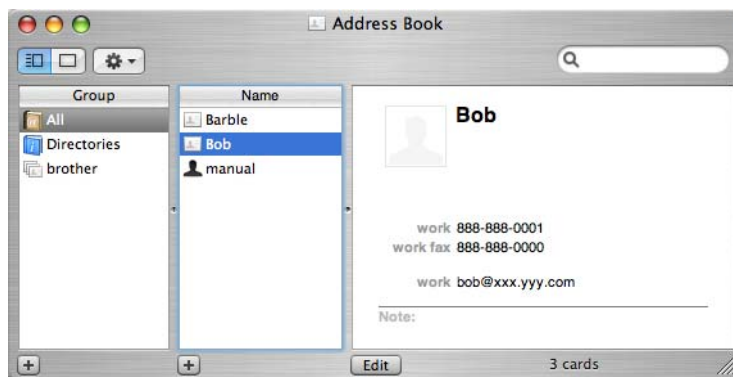 Address Book
Group
Name
All
Directories
brother
Barble
Bob
manual
Bob
work 888-888-0001
work fax 888-888-0000
work bob@xxx.yyy.com
Note:
Edit
3 cards